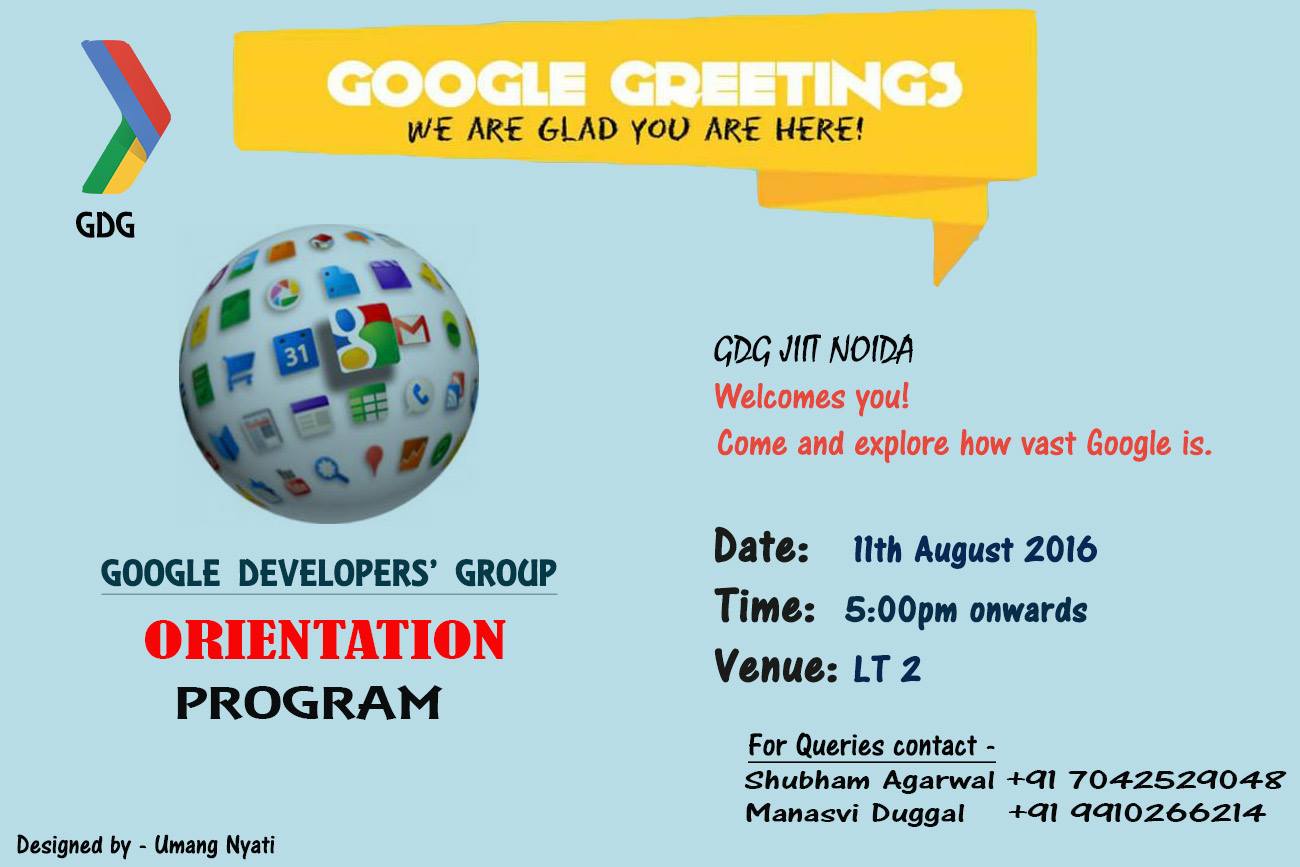 GOOGLE GREETINGS
WE ARE GLAD YOU ARE HERE!
GDG
31
g
GDG JIIT NOIDA
Welcomes you!
Come and explore how vast Google is.
GOOGLE DEVELOPERS' GROUP
ORIENTATION
PROGRAM
Date: 11th August 2016
Time: 5:00pm onwards
Venue: LT 2
For Queries contact -
Shubham Agarwal +91 7042529048
Manasvi Duggal +91 9910266214
Designed by - Umang Nyati